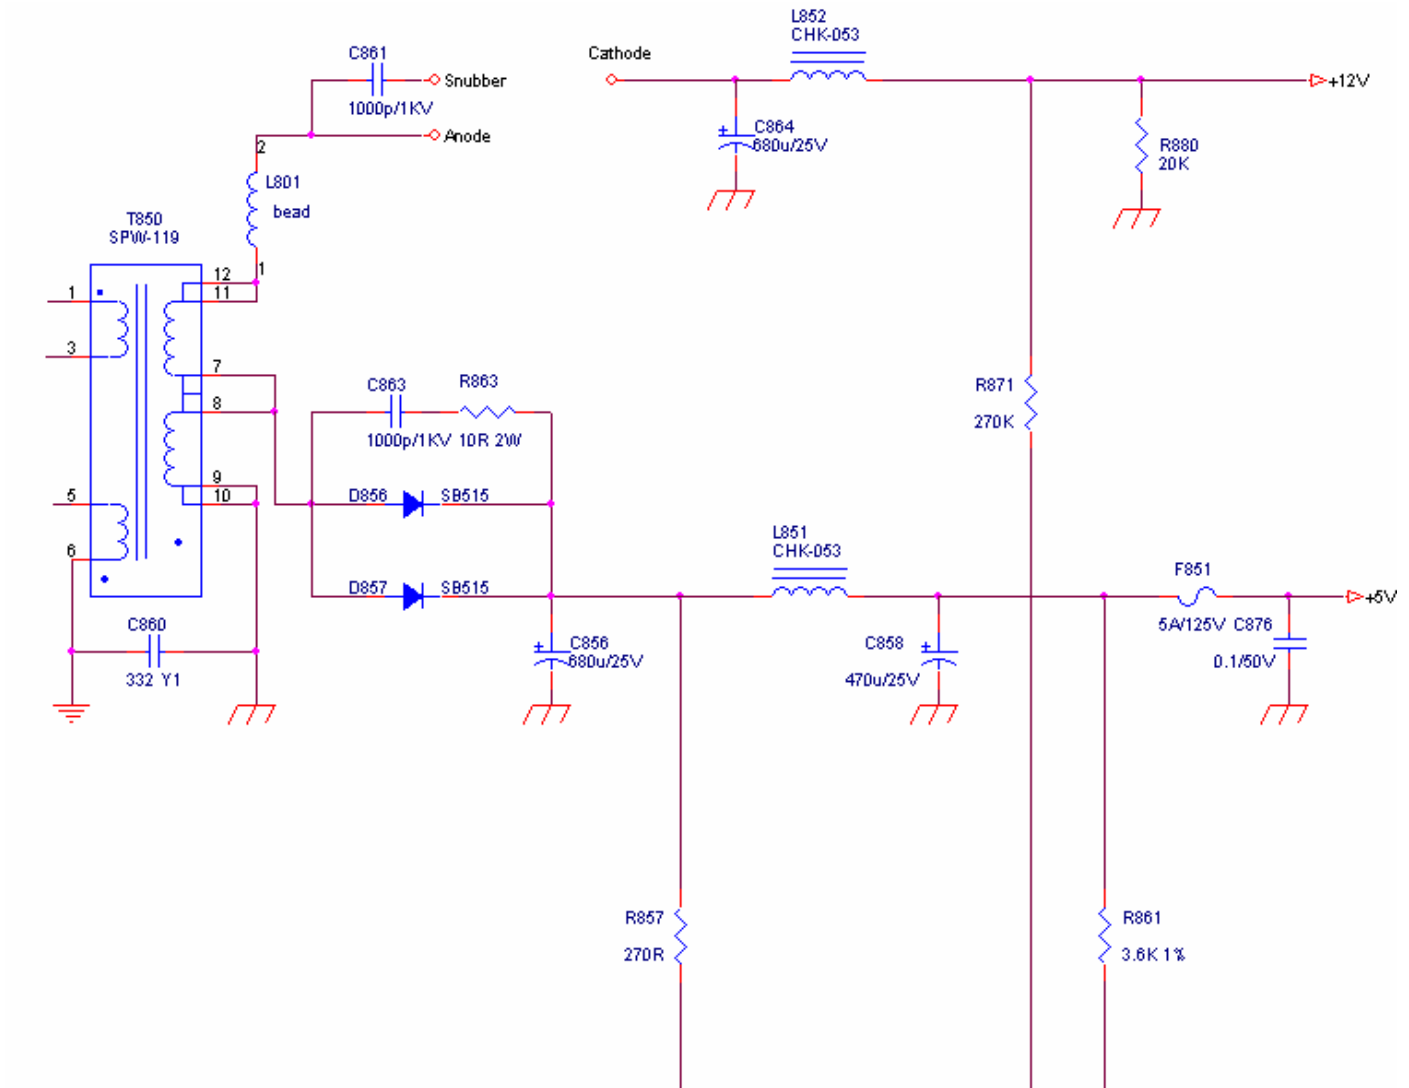 L852
CHK-053
C861
1000p/1KV
Snubber
Anode
Cathode
+12V
C864
680u/25V
R880
20K
2
L801
bead
1
T850
SPW-119
1
3
5
6
12
11
7
8
9
10
C863
1000p/1KV
R863
10R 2W
D856
SB515
D857
SB515
R871
270K
L851
CHK-053
F851
5A/125V
+5V
C876
0.1/50V
C860
332 Y1
C856
680u/25V
C858
470u/25V
R857
270R
R861
3.6K 1%